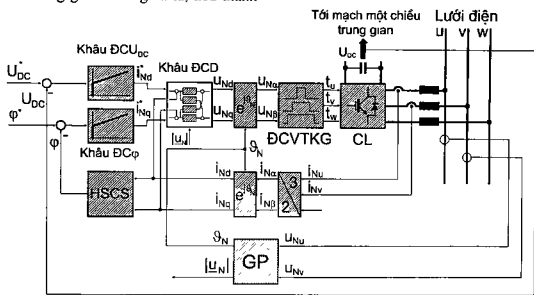 Tới mạch một chiều
trung gian
Lưới điện
u v w
Khâu ĐCU_DC
U*_DC
U_DC
i*_Nd
Khâu ĐCD
u_Nd
u_Nα
t_u
U_DC
φ*
φ
i*_Nq
u_Nq
e^jϑN
u_Nβ
t_v
t_w
Khâu ĐCφ
|u_N|
ϑ_N
ĐCVTKG
CL
HSCS
i_Nd
i_Nq
i_Nα
i_Nβ
3
2
i_Nu
i_Nv
ϑ_N
|u_N|
GP
u_Nu
u_Nv